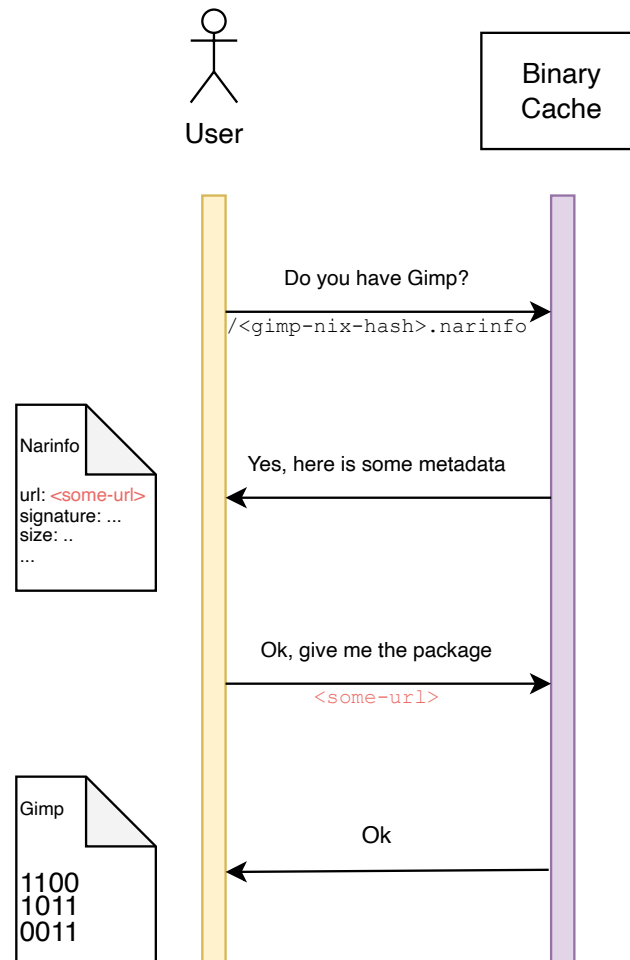 User
Binary
Cache
Do you have Gimp?
/<gimp-nix-hash>.narinfo
Narinfo
url: <some-url>
signature: ...
size: ..
...
Yes, here is some metadata
Ok, give me the package
<some-url>
Gimp
1100
1011
0011
Ok